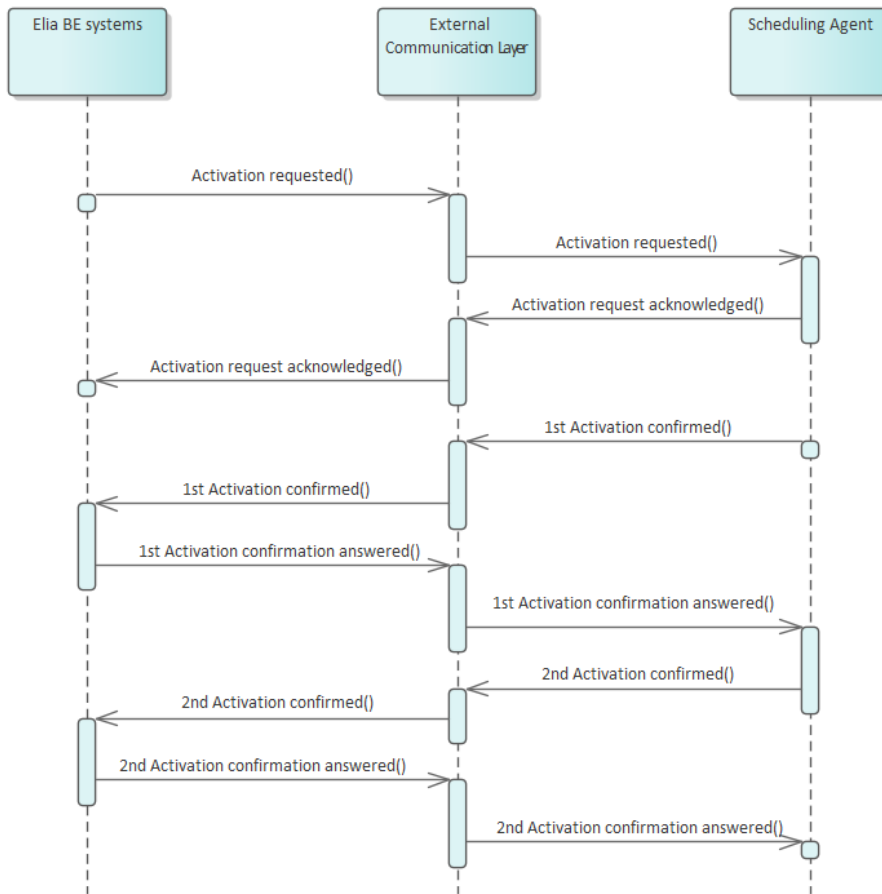 Elia BE systems
External
Communication Layer
Scheduling Agent
Activation requested()
Activation requested()
Activation request acknowledged()
Activation request acknowledged()
1st Activation confirmed()
1st Activation confirmed()
1st Activation confirmation answered()
1st Activation confirmation answered()
2nd Activation confirmed()
2nd Activation confirmed()
2nd Activation confirmation answered()
2nd Activation confirmation answered()